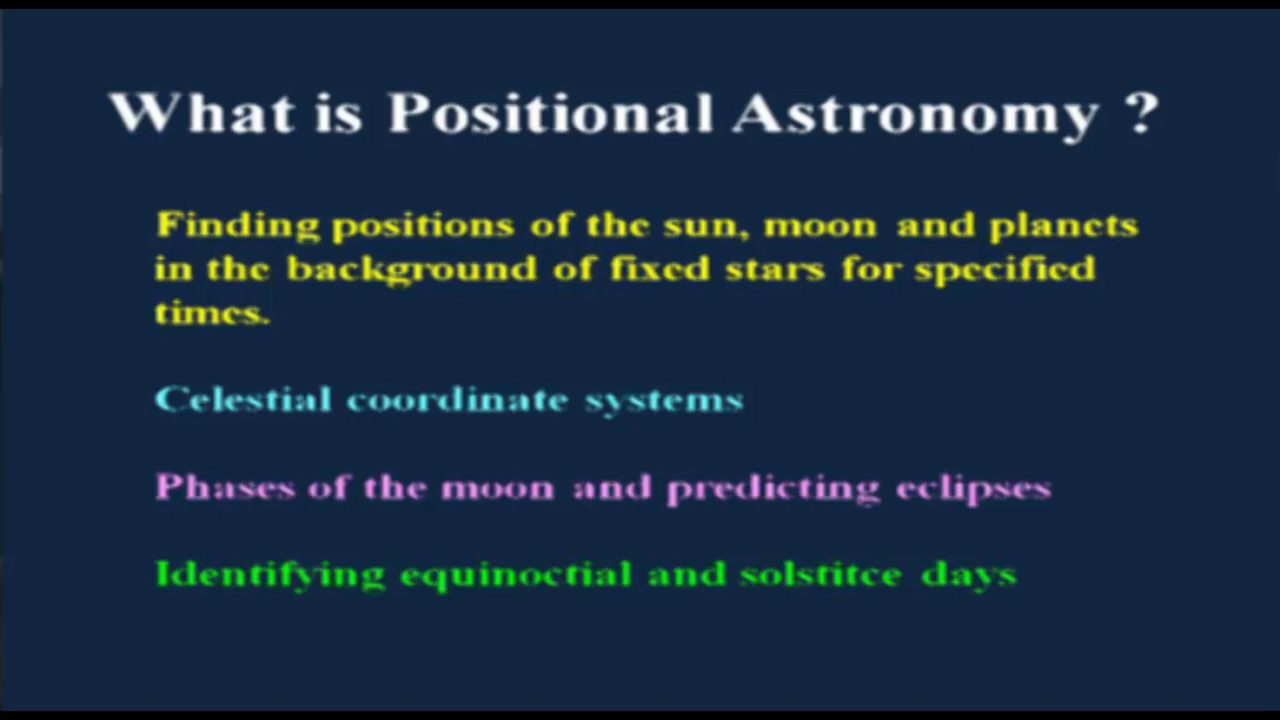 What is Positional Astronomy ?
Finding positions of the sun, moon and planets
in the background of fixed stars for specified
times.
Celestial coordinate systems
Phases of the moon and predicting eclipses
Identifying equinoctial and solstitce days